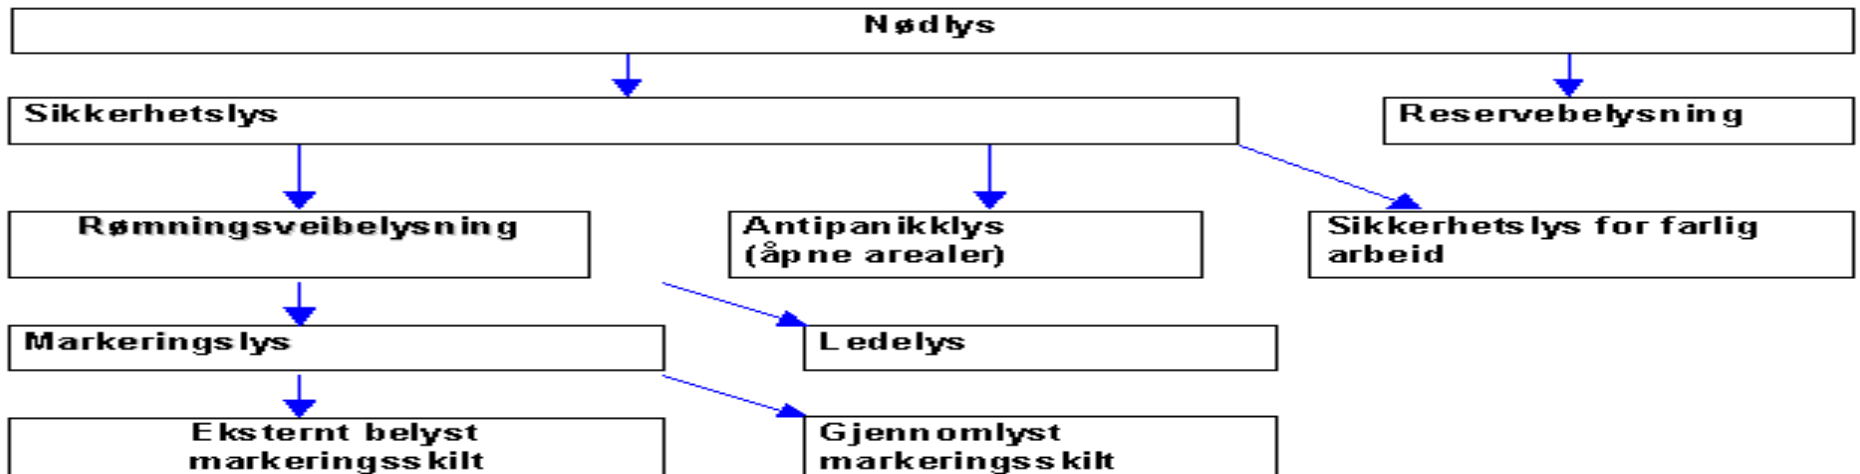 Nødlys
Sikkerhetslys
Reservebelysning
Rømningsveibelysning
Antipanikklys
(åpne arealer)
Sikkerhetslys for farlig
arbeid
Markeringslys
Ledelys
Eksternt belyst
markeringsskilt
Gjennomlyst
markeringsskilt